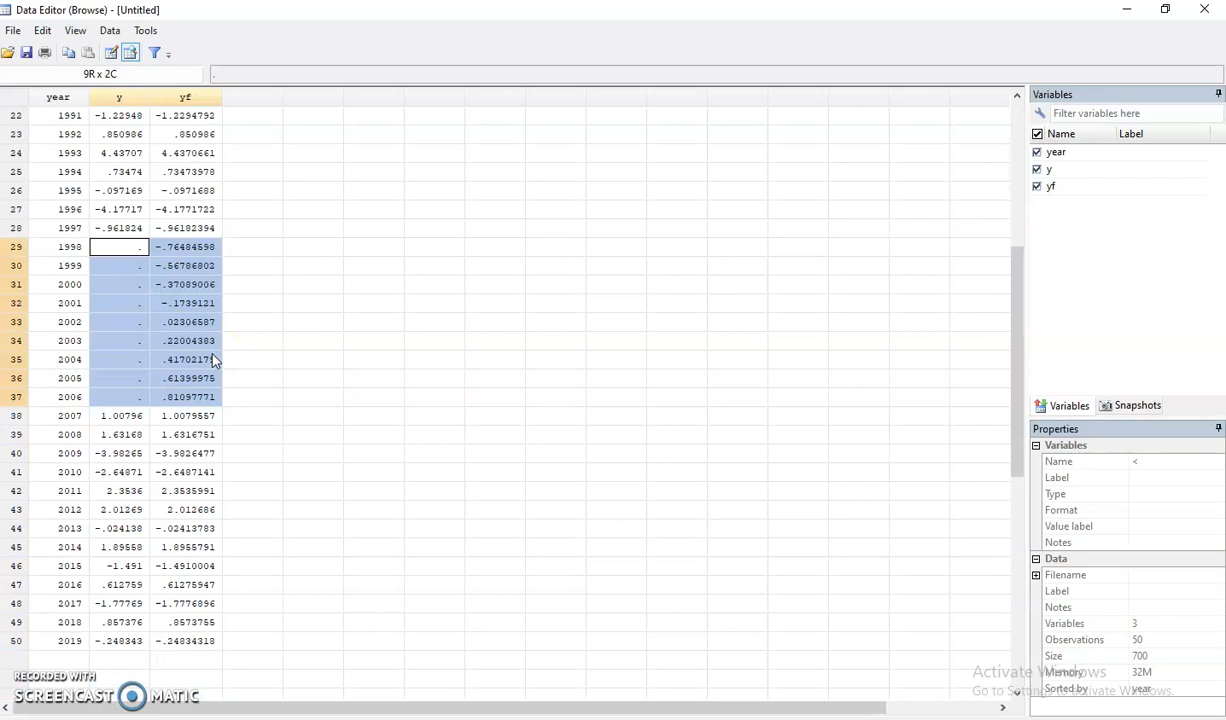 Data Editor (Browse) - [Untitled]
File Edit View Data Tools
9R x 2C .
year y yf
22 1991 -1.22948 -1.2294792
23 1992 .850986 .850986
24 1993 4.43707 4.4370661
25 1994 .73474 .73473978
26 1995 -.097169 -.0971688
27 1996 -4.17717 -4.1771722
28 1997 -.961824 -.96182394
29 1998 . -.76484598
30 1999 . -.56786802
31 2000 . -.37089006
32 2001 . -.1739121
33 2002 . .02306587
34 2003 . .22004383
35 2004 .
36 2005 . .61399975
37 2006 . .81097771
38 2007 1.00796 1.0079557
39 2008 1.63168 1.6316751
40 2009 -3.98265 -3.9826477
41 2010 -2.64871 -2.6487141
42 2011 2.3536 2.3535991
43 2012 2.01269 2.012686
44 2013 -.024138 -.02413783
45 2014 1.89558 1.8955791
46 2015 -1.491 -1.4910004
47 2016 .612759 .61275947
48 2017 -1.77769 -1.7776896
49 2018 .857376 .8573755
50 2019 -.248343 -.24834318
Variables
Filter variables here
Name Label
year
y
yf
Variables Snapshots
Properties
Variables
Name <
Label
Type
Format
Value label
Notes
Data
Filename
Label
Notes
Variables 3
Observations 50
Size 700
Memory 32M
Sorted by year
Activate Windows
Go to Settings to activate Windows.
RECORDED WITH
SCREENCAST MATIC